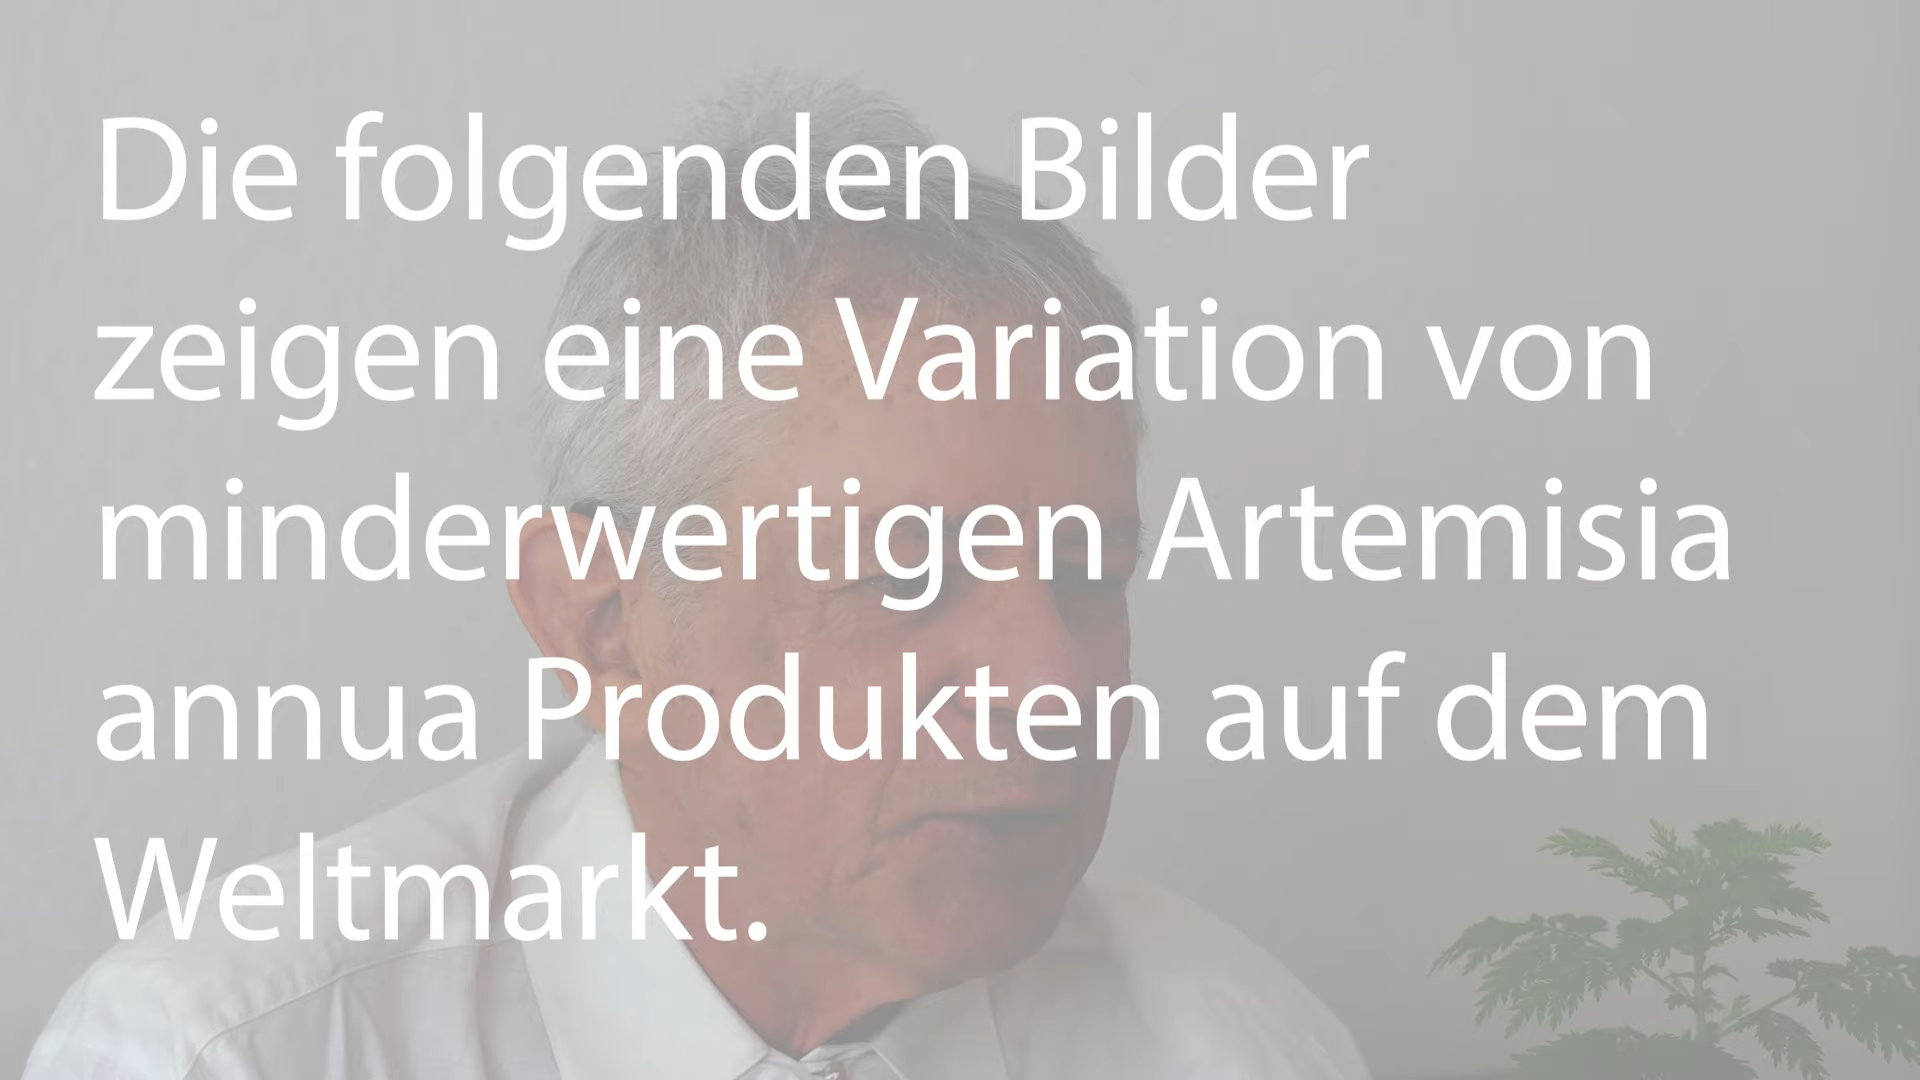 Die folgenden Bilder
zeigen eine Variation von
minderwertigen Artemisia
annua Produkten auf dem
Weltmarkt.